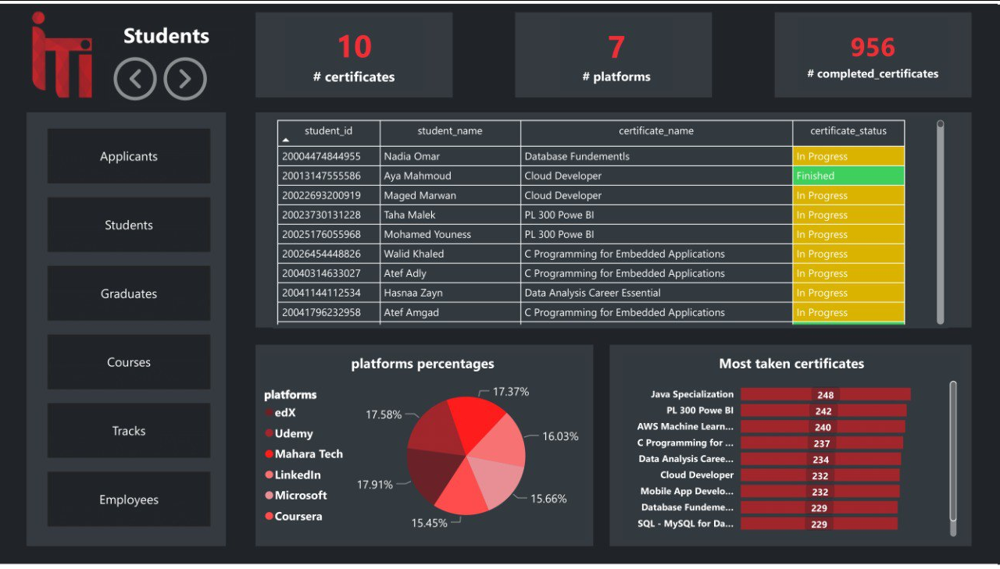 iTi
Students
10
# certificates
7
# platforms
956
# completed_certificates
Applicants
Students
Graduates
Courses
Tracks
Employees
student_id student_name certificate_name certificate_status
20004474844955 Nadia Omar Database Fundementls In Progress
20013147555586 Aya Mahmoud Cloud Developer Finished
20022693200919 Maged Marwan Cloud Developer In Progress
20023730131228 Taha Malek PL 300 Powe BI In Progress
20025176055968 Mohamed Youness PL 300 Powe BI In Progress
20026454448826 Walid Khaled C Programming for Embedded Applications In Progress
20040314633027 Atef Adly C Programming for Embedded Applications In Progress
20041144112534 Hasnaa Zayn Data Analysis Career Essential In Progress
20041796232958 Atef Amgad C Programming for Embedded Applications In Progress
platforms percentages
platforms
edX
Udemy
Mahara Tech
LinkedIn
Microsoft
Coursera
17.37%
17.58%
16.03%
17.91%
15.66%
15.45%
Most taken certificates
Java Specialization 248
PL 300 Powe BI 242
AWS Machine Learn... 240
C Programming for ... 237
Data Analysis Caree... 234
Cloud Developer 232
Mobile App Develo... 232
Database Fundeme... 229
SQL - MySQL for Da... 229